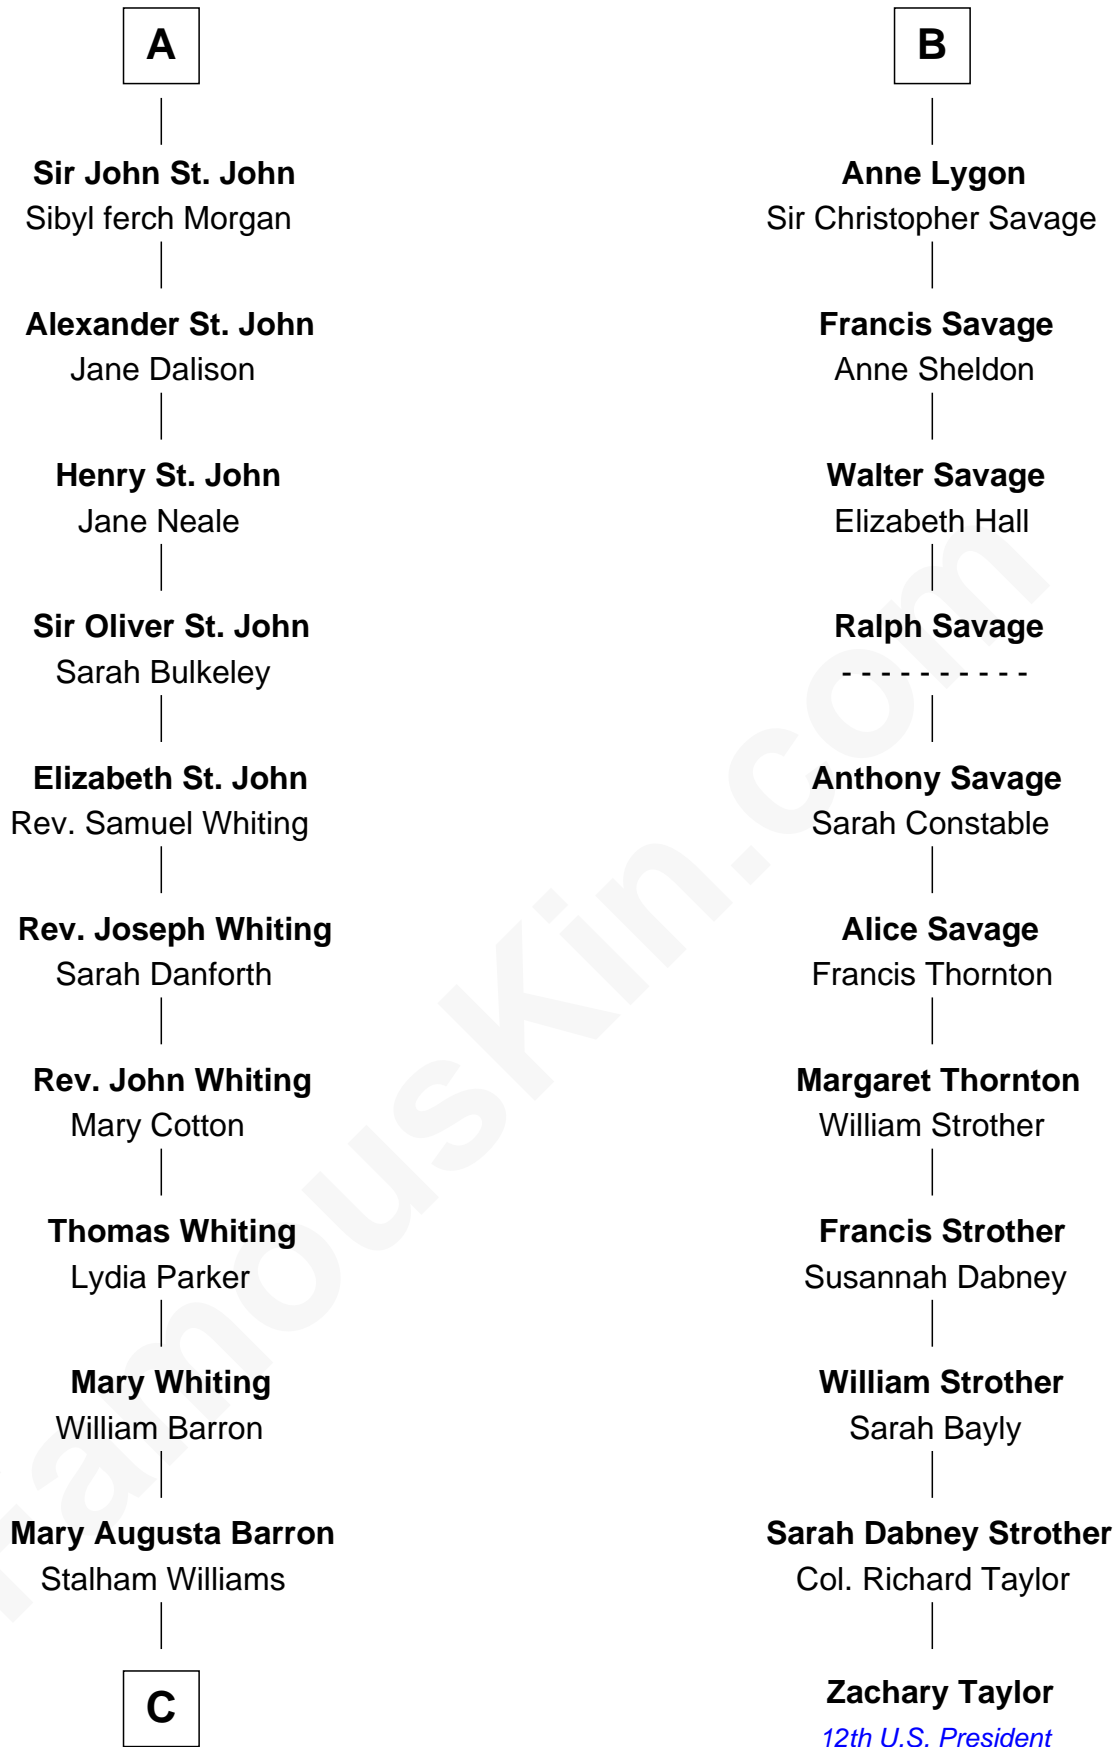 A
Sir John St. John
Sibyl ferch Morgan
Alexander St. John
Jane Dalison
Henry St. John
Jane Neale
Sir Oliver St. John
Sarah Bulkeley
Elizabeth St. John
Rev. Samuel Whiting
Rev. Joseph Whiting
Sarah Danforth
Rev. John Whiting
Mary Cotton
Thomas Whiting
Lydia Parker
Mary Whiting
William Barron
Mary Augusta Barron
Stalham Williams
C
B
Anne Lygon
Sir Christopher Savage
Francis Savage
Anne Sheldon
Walter Savage
Elizabeth Hall
Ralph Savage
- - - - - - - - - -
Anthony Savage
Sarah Constable
Alice Savage
Francis Thornton
Margaret Thornton
William Strother
Francis Strother
Susannah Dabney
William Strother
Sarah Bayly
Sarah Dabney Strother
Col. Richard Taylor
Zachary Taylor
12th U.S. President
FamousKin.com